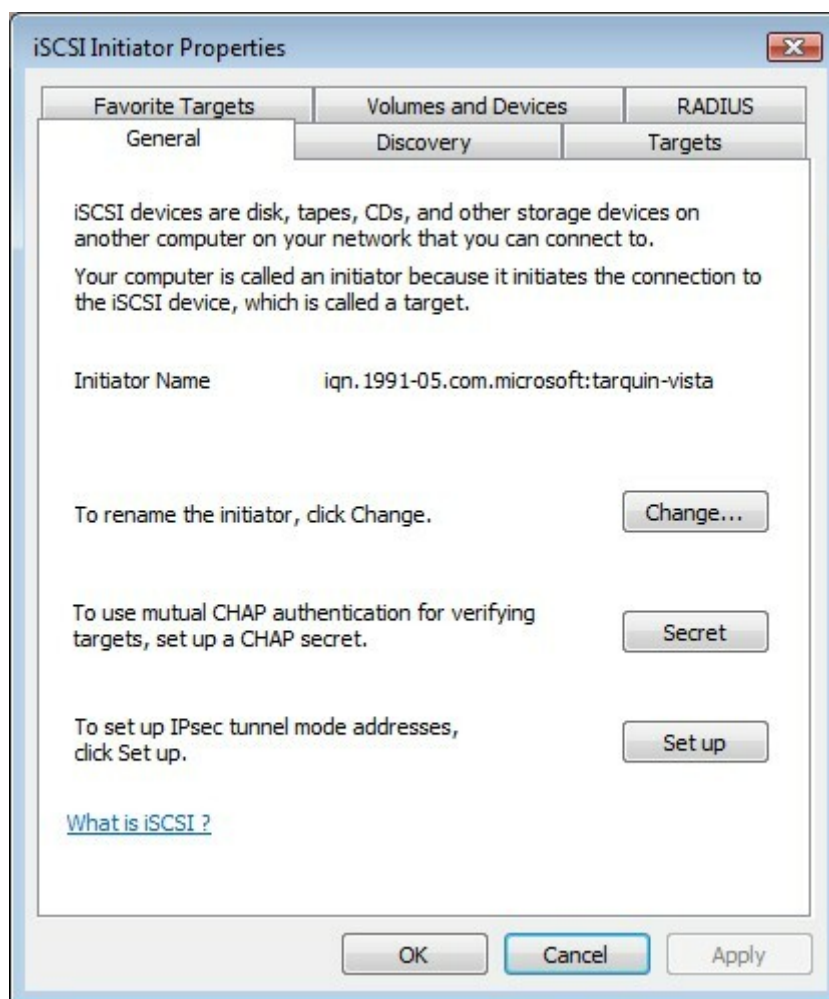 iSCSI Initiator Properties
Favorite Targets
Volumes and Devices
RADIUS
General
Discovery
Targets
iSCSI devices are disk, tapes, CDs, and other storage devices on
another computer on your network that you can connect to.
Your computer is called an initiator because it initiates the connection to
the iSCSI device, which is called a target.
Initiator Name iqn.1991-05.com.microsoft:tarquin-vista
To rename the initiator, click Change.
Change...
To use mutual CHAP authentication for verifying
targets, set up a CHAP secret.
Secret
To set up IPsec tunnel mode addresses,
click Set up.
Set up
What is iSCSI ?
OK
Cancel
Apply